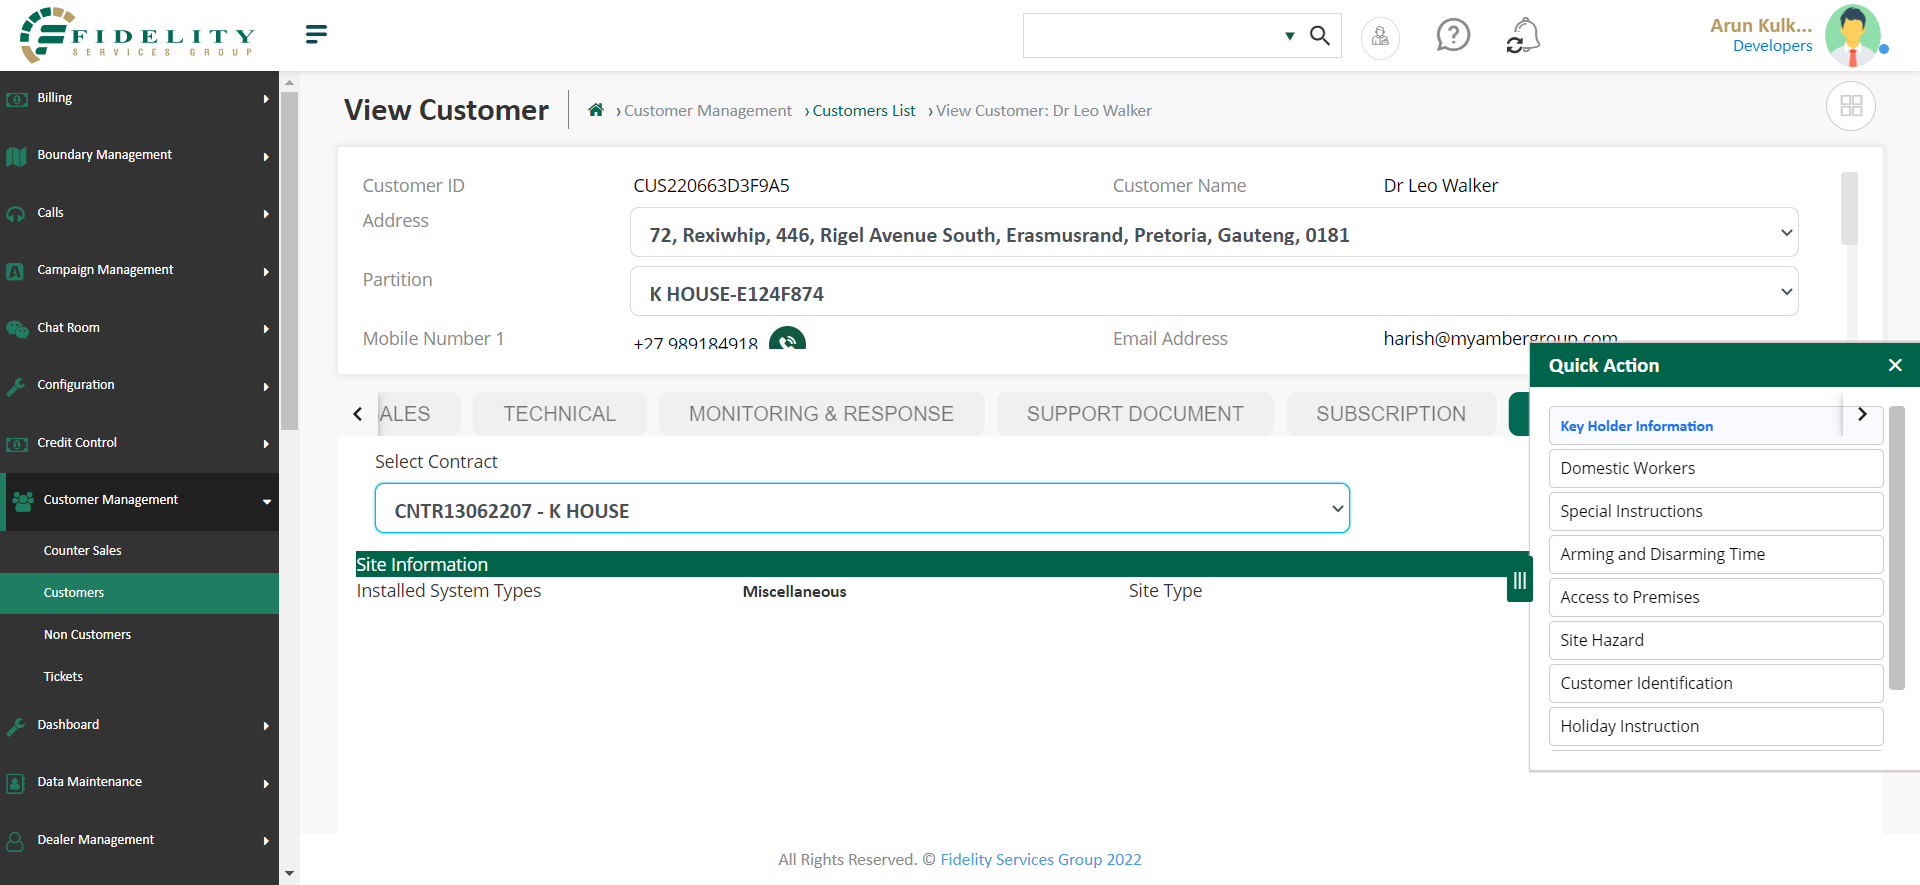 FIDELITY
SERVICES GROUP
Arun Kulk...
Developers
Billing
Boundary Management
Calls
Campaign Management
Chat Room
Configuration
Credit Control
Customer Management
Counter Sales
Customers
Non Customers
Tickets
Dashboard
Data Maintenance
Dealer Management
View Customer
› Customer Management › Customers List › View Customer: Dr Leo Walker
Customer ID CUS220663D3F9A5 Customer Name Dr Leo Walker
Address 72, Rexiwhip, 446, Rigel Avenue South, Erasmusrand, Pretoria, Gauteng, 0181
Partition K HOUSE-E124F874
Mobile Number 1 +27 989184918 Email Address harish@myambergroup.com
ALES TECHNICAL MONITORING & RESPONSE SUPPORT DOCUMENT SUBSCRIPTION
Select Contract
CNTR13062207 - K HOUSE
Site Information
Installed System Types Miscellaneous Site Type
Quick Action
Key Holder Information
Domestic Workers
Special Instructions
Arming and Disarming Time
Access to Premises
Site Hazard
Customer Identification
Holiday Instruction
All Rights Reserved. © Fidelity Services Group 2022